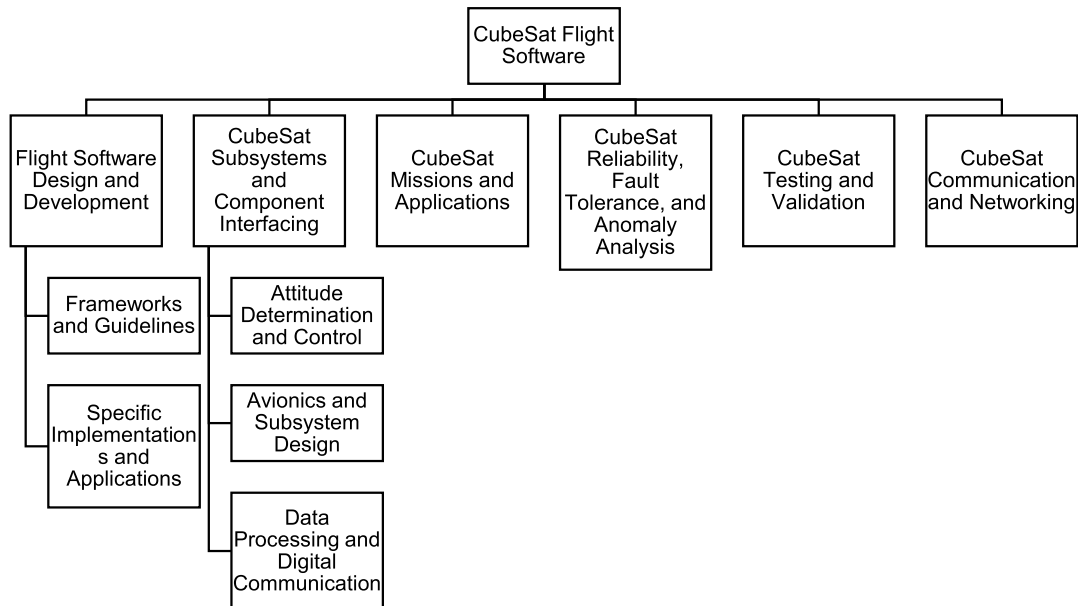 CubeSat Flight
Software
Flight Software
Design and
Development
CubeSat
Subsystems
and
Component
Interfacing
CubeSat
Missions and
Applications
CubeSat
Reliability,
Fault
Tolerance, and
Anomaly
Analysis
CubeSat
Testing and
Validation
CubeSat
Communication
and Networking
Frameworks
and Guidelines
Specific
Implementation
s and
Applications
Attitude
Determination
and Control
Avionics and
Subsystem
Design
Data
Processing and
Digital
Communication